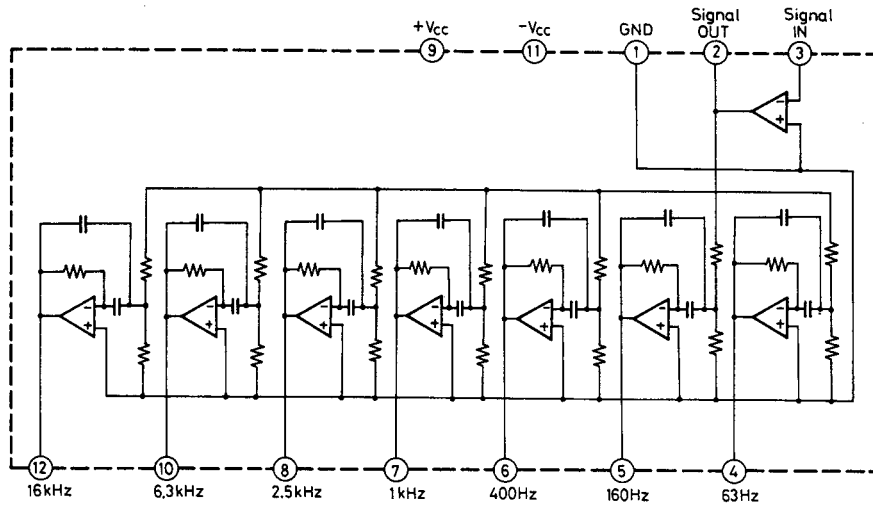 +Vcc
-Vcc
GND
Signal
OUT
Signal
IN
9
11
1
2
3
-
+
-
+
-
+
-
+
-
+
-
+
-
+
-
+
12
10
8
7
6
5
4
16kHz
6,3kHz
2.5kHz
1kHz
400Hz
160Hz
63Hz